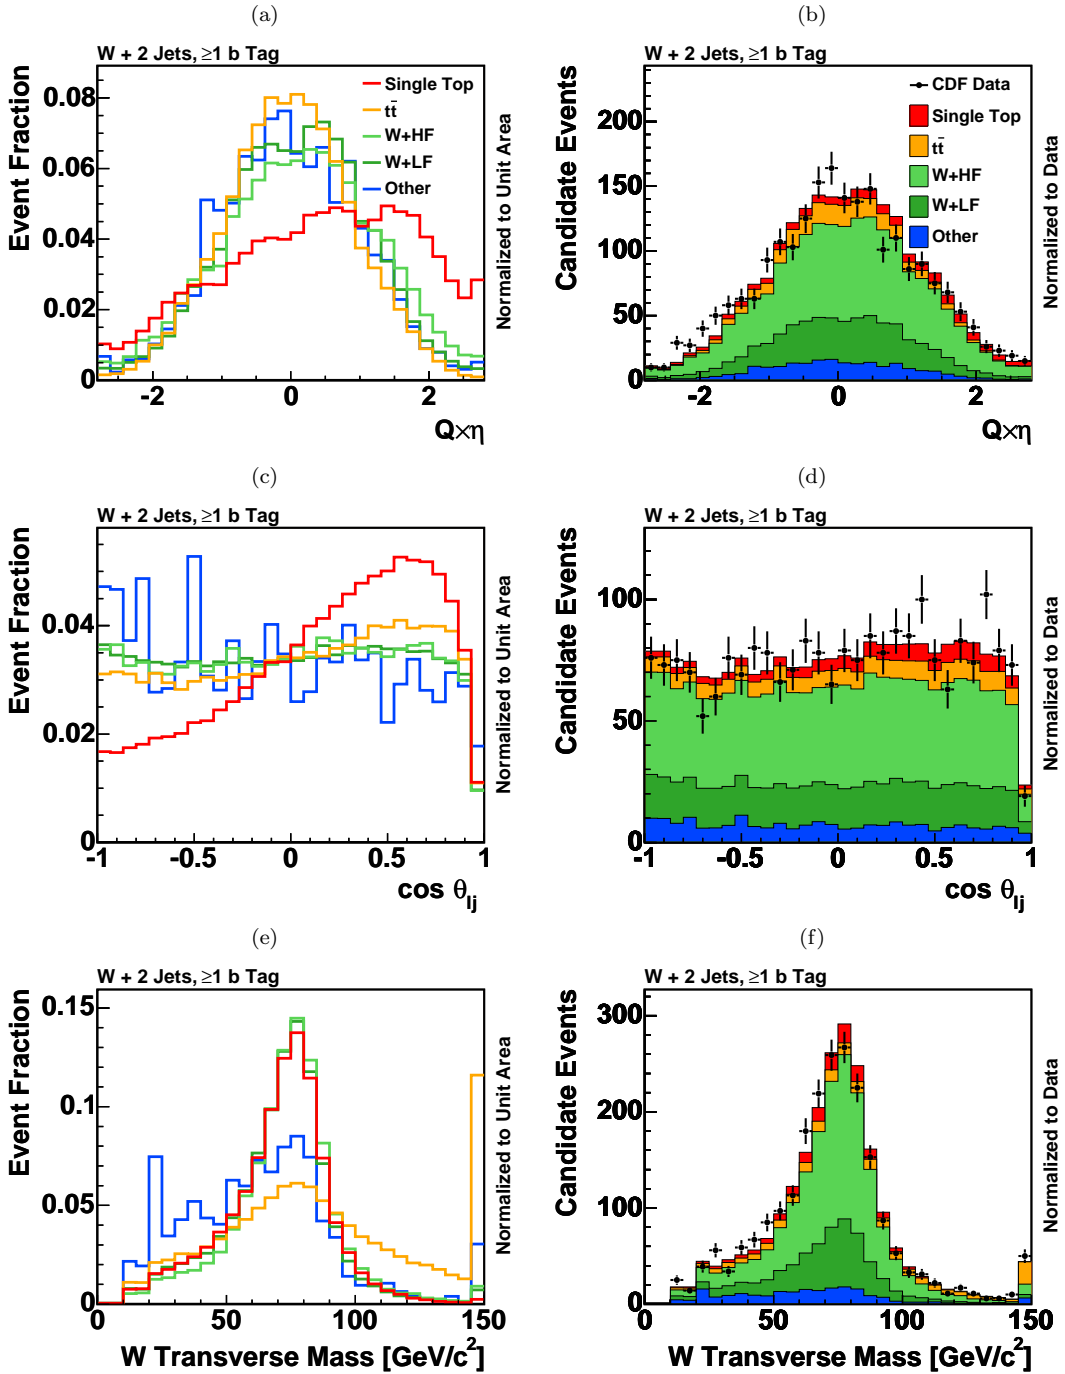 (a)
W + 2 Jets, ≥1 b Tag
Event Fraction
0.08
0.06
0.04
0.02
0
-2
0
2
Q×η
Single Top
tt̄
W+HF
W+LF
Other
Normalized to Unit Area
(b)
W + 2 Jets, ≥1 b Tag
Candidate Events
200
150
100
50
0
-2
0
2
Q×η
CDF Data
Single Top
tt̄
W+HF
W+LF
Other
Normalized to Data
(c)
W + 2 Jets, ≥1 b Tag
Event Fraction
0.04
0.02
0
-1
-0.5
0
0.5
1
cos θlj
Normalized to Unit Area
(d)
W + 2 Jets, ≥1 b Tag
Candidate Events
100
50
0
-1
-0.5
0
0.5
1
cos θlj
Normalized to Data
(e)
W + 2 Jets, ≥1 b Tag
Event Fraction
0.15
0.1
0.05
0
0
50
100
150
W Transverse Mass [GeV/c²]
Normalized to Unit Area
(f)
W + 2 Jets, ≥1 b Tag
Candidate Events
300
200
100
0
0
50
100
150
W Transverse Mass [GeV/c²]
Normalized to Data